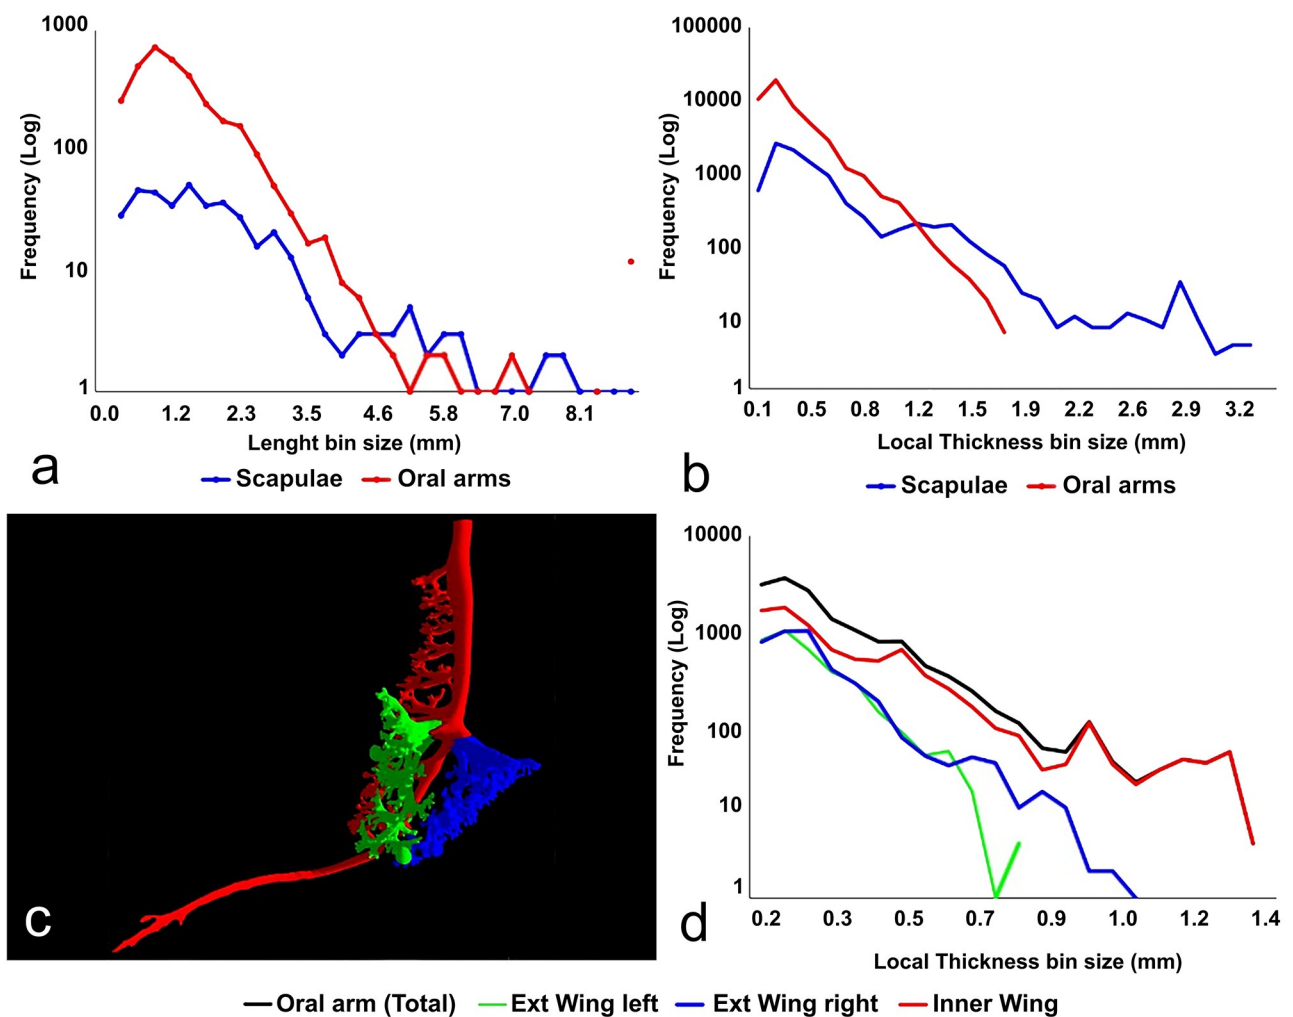 1000
100
10
1
Frequency (Log)
0.0 1.2 2.3 3.5 4.6 5.8 7.0 8.1
Lenght bin size (mm)
a
Scapulae Oral arms
100000
10000
1000
100
10
1
Frequency (Log)
0.1 0.5 0.8 1.2 1.5 1.9 2.2 2.6 2.9 3.2
Local Thickness bin size (mm)
b
Scapulae Oral arms
c
10000
1000
100
10
1
Frequency (Log)
0.2 0.3 0.5 0.7 0.9 1.0 1.2 1.4
d
Local Thickness bin size (mm)
Oral arm (Total) Ext Wing left Ext Wing right Inner Wing